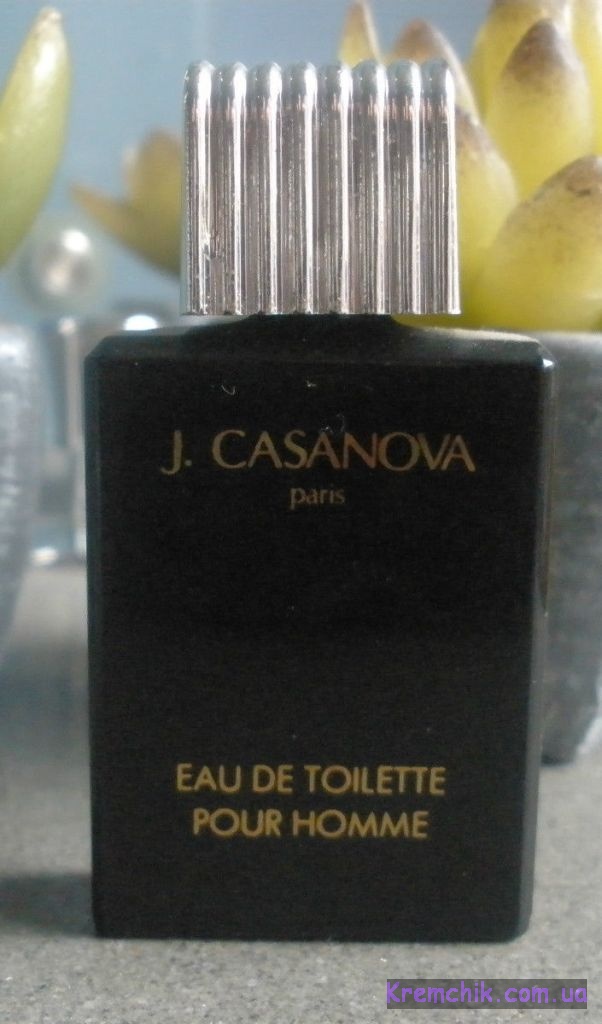 J. CASANOVA
paris
EAU DE TOILETTE
POUR HOMME
Kremchik.com.ua